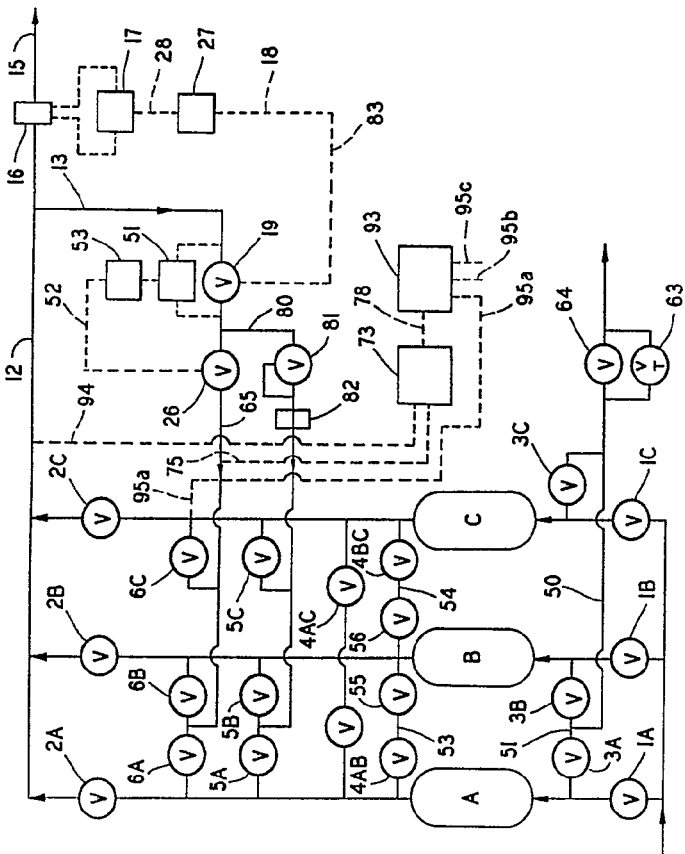 15
16
17
28
27
18
83
13
12
53
51
52
V
19
80
V
26
V
81
82
65
94
75
95a
78
73
93
95c
95b
95a
2C
V
2B
V
2A
V
V
6C
V
6B
V
6A
V
5C
V
5B
V
5A
4AC
V
V
4BC
V
54
V
56
V
55
53
V
4AB
C
B
A
V
64
V
T
63
3C
V
50
V
1C
V
1B
V
1A
V
3B
51
V
3A